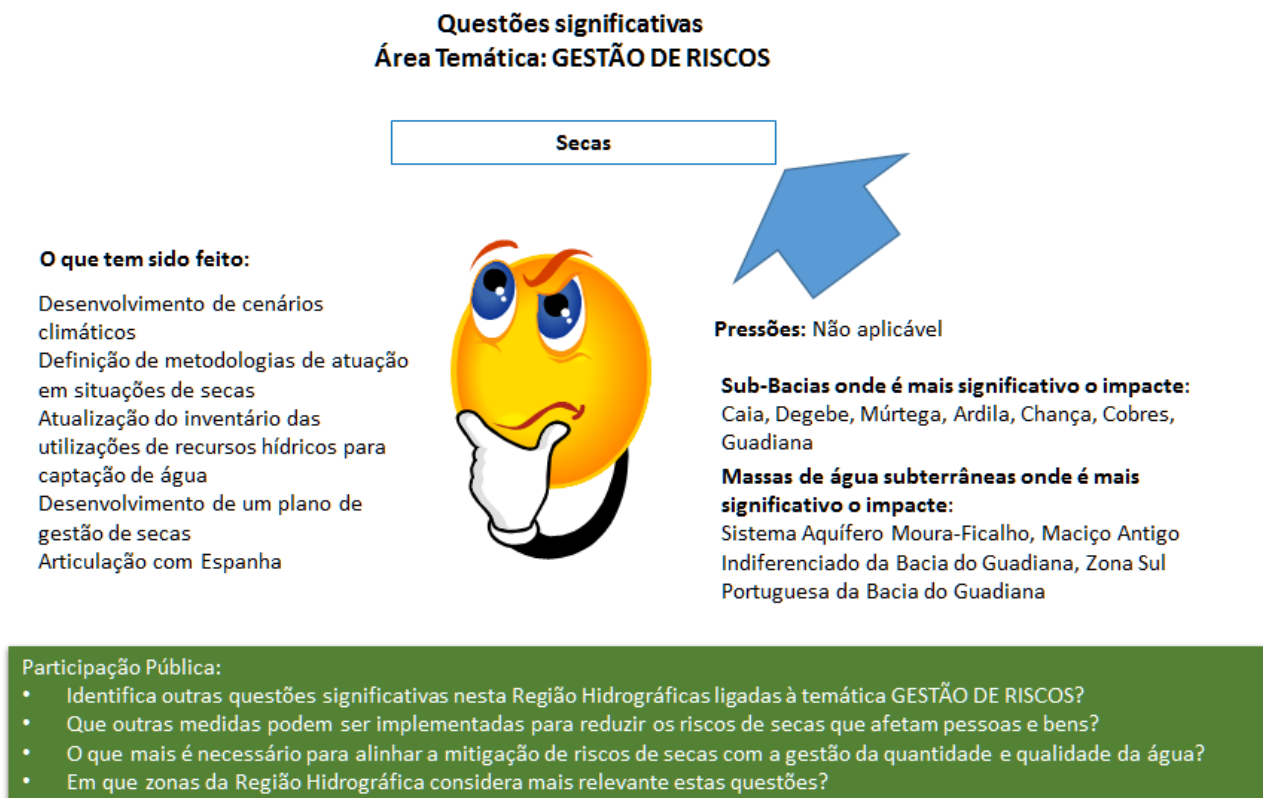 Questões significativas
Área Temática: GESTÃO DE RISCOS
Secas
O que tem sido feito:
Desenvolvimento de cenários
climáticos
Definição de metodologias de atuação
em situações de secas
Atualização do inventário das
utilizações de recursos hídricos para
captação de água
Desenvolvimento de um plano de
gestão de secas
Articulação com Espanha
Pressões: Não aplicável
Sub-Bacias onde é mais significativo o impacte:
Caia, Degebe, Múrtega, Ardila, Chança, Cobres,
Guadiana
Massas de água subterrâneas onde é mais
significativo o impacte:
Sistema Aquífero Moura-Ficalho, Maciço Antigo
Indiferenciado da Bacia do Guadiana, Zona Sul
Portuguesa da Bacia do Guadiana
Participação Pública:
• Identifica outras questões significativas nesta Região Hidrográficas ligadas à temática GESTÃO DE RISCOS?
• Que outras medidas podem ser implementadas para reduzir os riscos de secas que afetam pessoas e bens?
• O que mais é necessário para alinhar a mitigação de riscos de secas com a gestão da quantidade e qualidade da água?
• Em que zonas da Região Hidrográfica considera mais relevante estas questões?